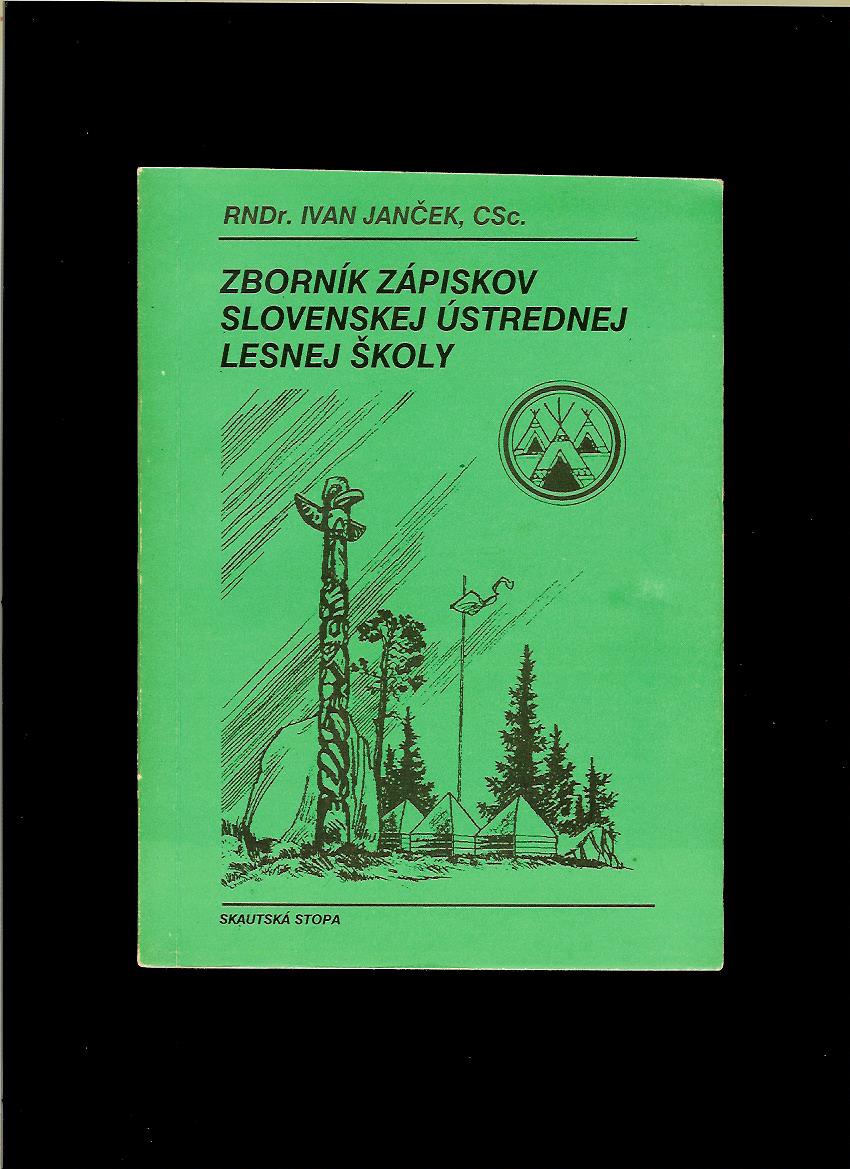 RNDr. IVAN JANČEK, CSc.
ZBORNÍK ZÁPISKOV
SLOVENSKEJ ÚSTREDNEJ
LESNEJ ŠKOLY
SKAUTSKÁ STOPA